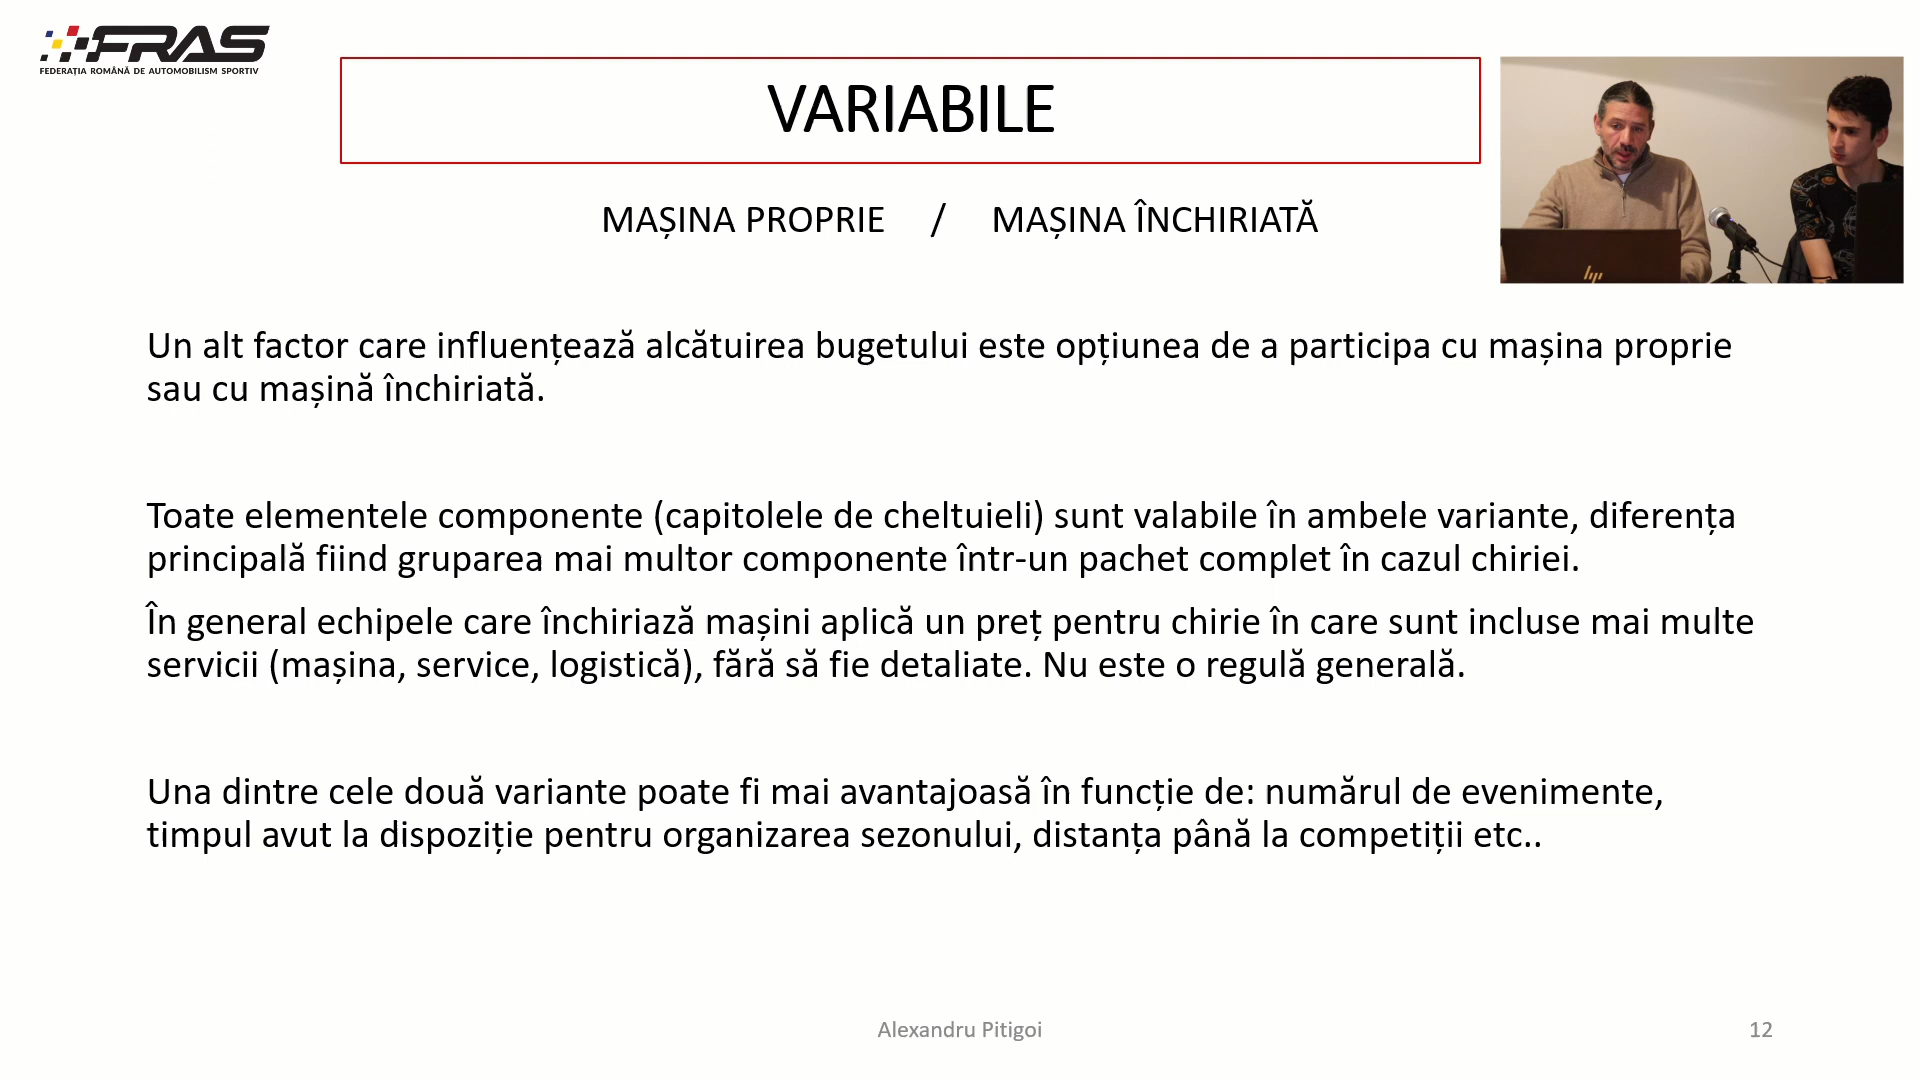 FRAS
FEDERAȚIA ROMÂNĂ DE AUTOMOBILISM SPORTIV
VARIABILE
MAȘINA PROPRIE / MAȘINA ÎNCHIRIATĂ
Un alt factor care influențează alcătuirea bugetului este opțiunea de a participa cu mașina proprie
sau cu mașină închiriată.
Toate elementele componente (capitolele de cheltuieli) sunt valabile în ambele variante, diferența
principală fiind gruparea mai multor componente într-un pachet complet în cazul chiriei.
În general echipele care închiriază mașini aplică un preț pentru chirie în care sunt incluse mai multe
servicii (mașina, service, logistică), fără să fie detaliate. Nu este o regulă generală.
Una dintre cele două variante poate fi mai avantajoasă în funcție de: numărul de evenimente,
timpul avut la dispoziție pentru organizarea sezonului, distanța până la competiții etc..
Alexandru Pitigoi
12
hp